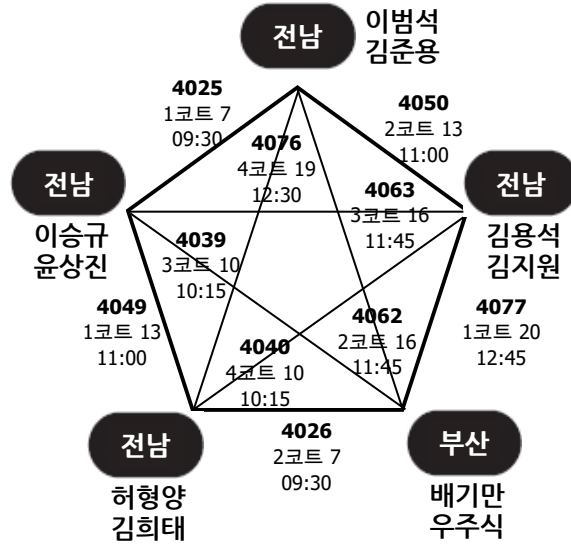 전남
이범석
김준용
4025
1코트 7
09:30
4050
2코트 13
11:00
4076
4코트 19
12:30
전남
이승규
윤상진
4063
3코트 16
11:45
전남
김용석
김지원
4039
3코트 10
10:15
4049
1코트 13
11:00
4062
2코트 16
11:45
4077
1코트 20
12:45
4040
4코트 10
10:15
전남
허형양
김희태
4026
2코트 7
09:30
부산
배기만
우주식